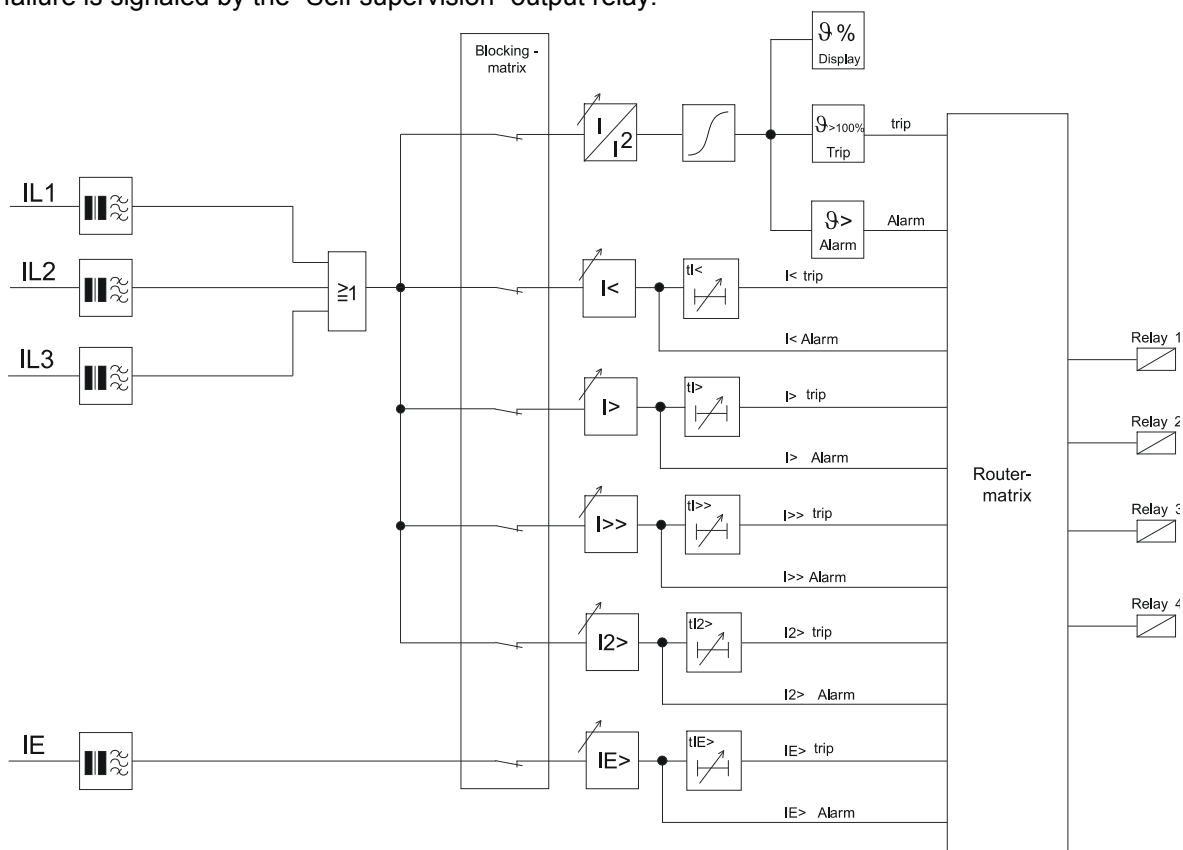 failure is signaled by the "Self supervision" output relay.
Blocking -
matrix
ϑ %
Display
I
I2
ϑ>100%
Trip
trip
ϑ>
Alarm
Alarm
IL1
IL2
IL3
≧1
I<
tI<
I< trip
I< Alarm
I>
tI>
I> trip
I> Alarm
I>>
tI>>
I>> trip
I>> Alarm
I2>
tI2>
I2> trip
I2> Alarm
IE
IE>
tIE>
IE> trip
IE> Alarm
Router-
matrix
Relay 1
Relay 2
Relay 3
Relay 4